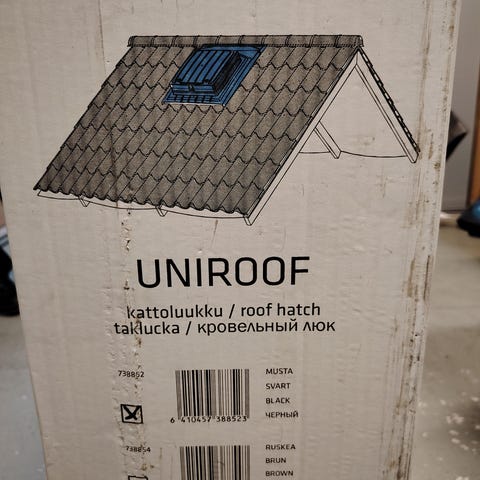 UNIROOF
kattoluukku / roof hatch
taklucka / кровельный люк
738852
MUSTA
SVART
BLACK
ЧЕРНЫЙ
6 410457 388523
738854
RUSKEA
BRUN
BROWN